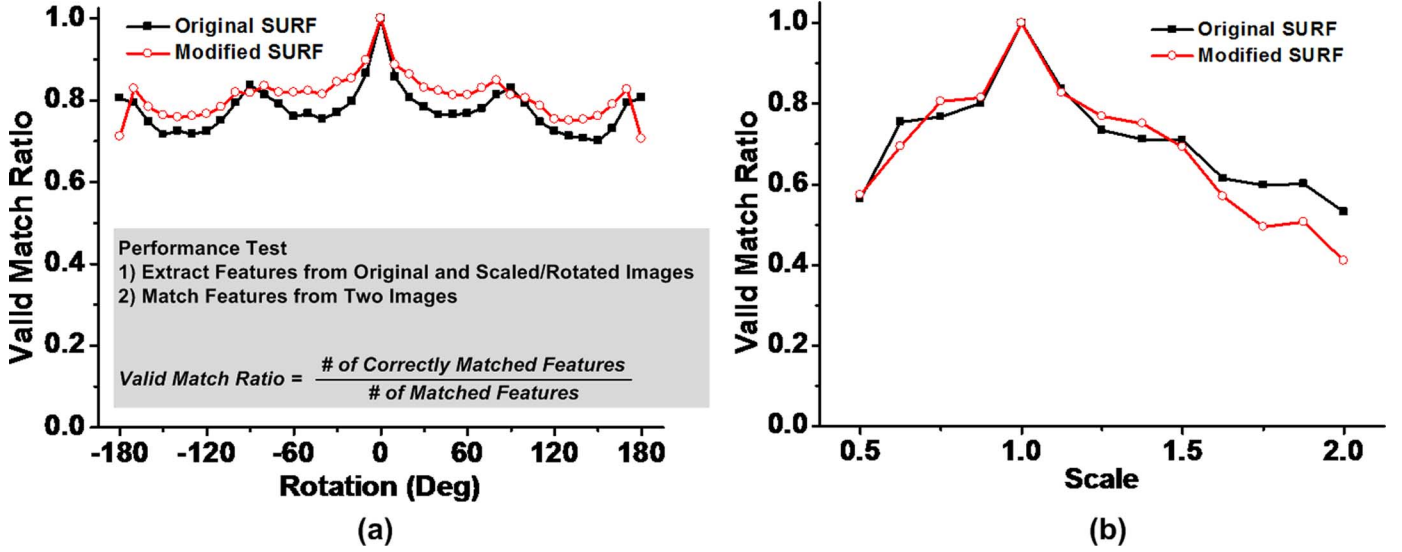 Original SURF
Modified SURF
Valid Match Ratio
1.0
0.8
0.6
0.4
0.2
0.0
Performance Test
1) Extract Features from Original and Scaled/Rotated Images
2) Match Features from Two Images
Valid Match Ratio = # of Correctly Matched Features
# of Matched Features
-180 -120 -60 0 60 120 180
Rotation (Deg)
(a)
Original SURF
Modified SURF
Valid Match Ratio
1.0
0.8
0.6
0.4
0.2
0.0
0.5 1.0 1.5 2.0
Scale
(b)